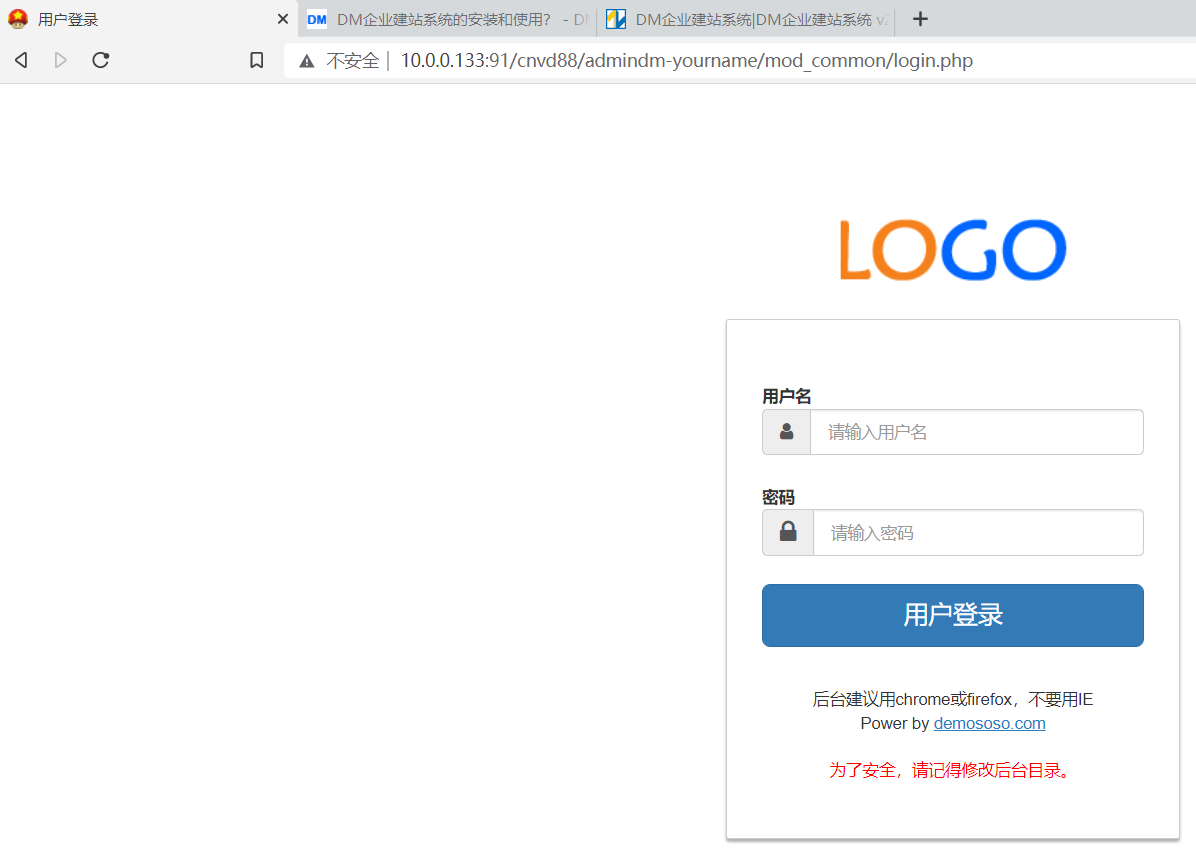 用户登录
DM DM企业建站系统的安装和使用？ - DM
DM企业建站系统|DM企业建站系统 v2
不安全 | 10.0.0.133:91/cnvd88/admindm-yourname/mod_common/login.php
LOGO
用户名
请输入用户名
密码
请输入密码
用户登录
后台建议用chrome或firefox，不要用IE
Power by demososo.com
为了安全，请记得修改后台目录。